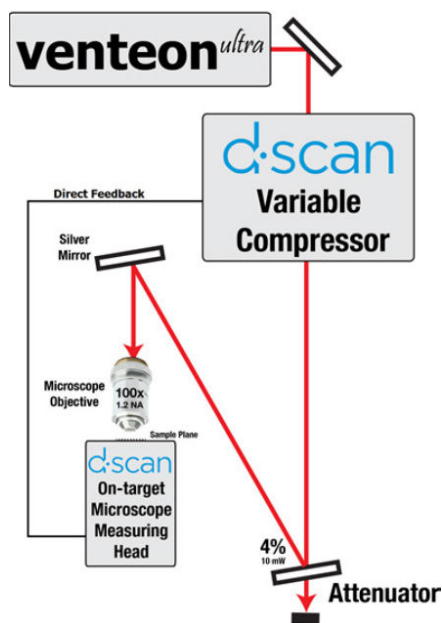 venteon ultra
d·scan
Variable
Compressor
Direct Feedback
Silver
Mirror
Microscope
Objective
100x
1.2 NA
Sample Plane
d·scan
On-target
Microscope
Measuring
Head
4%
10 mW
Attenuator